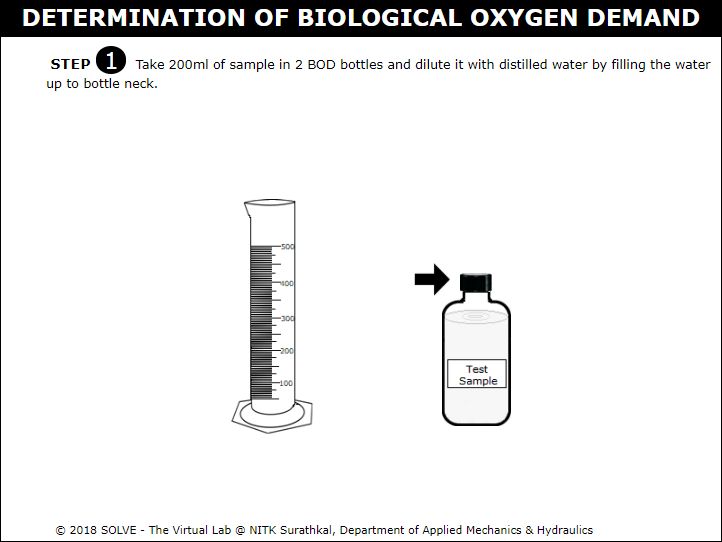 DETERMINATION OF BIOLOGICAL OXYGEN DEMAND
STEP 1 Take 200ml of sample in 2 BOD bottles and dilute it with distilled water by filling the water
up to bottle neck.
500
400
300
200
100
Test
Sample
© 2018 SOLVE - The Virtual Lab @ NITK Surathkal, Department of Applied Mechanics & Hydraulics